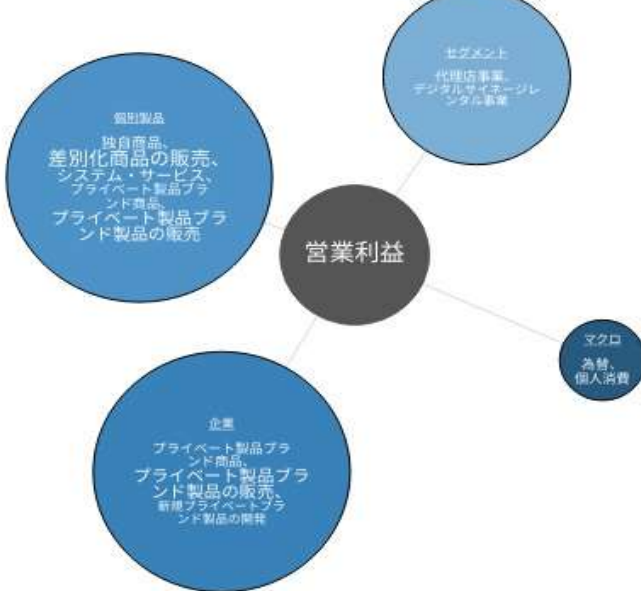 セグメント
代理店事業、
デジタルサイネージレ
ンタル事業
個別製品
独自商品、
差別化商品の販売、
システム・サービス、
プライベート製品ブラ
ンド商品、
プライベート製品ブラ
ンド製品の販売
営業利益
マクロ
為替、
個人消費
企業
プライベート製品ブラ
ンド商品、
プライベート製品ブラ
ンド製品の販売、
新規プライベートブラ
ンド製品の開発